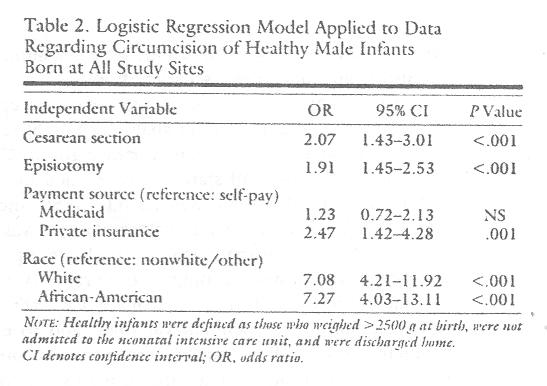 Table 2. Logistic Regression Model Applied to Data
Regarding Circumcision of Healthy Male Infants
Born at All Study Sites
Independent Variable OR 95% CI P Value
Cesarean section 2.07 1.43–3.01 <.001
Episiotomy 1.91 1.45–2.53 <.001
Payment source (reference: self-pay)
Medicaid 1.23 0.72–2.13 NS
Private insurance 2.47 1.42–4.28 .001
Race (reference: nonwhite/other)
White 7.08 4.21–11.92 <.001
African-American 7.27 4.03–13.11 <.001
NOTE: Healthy infants were defined as those who weighed >2500 g at birth, were not
admitted to the neonatal intensive care unit, and were discharged home.
CI denotes confidence interval; OR, odds ratio.